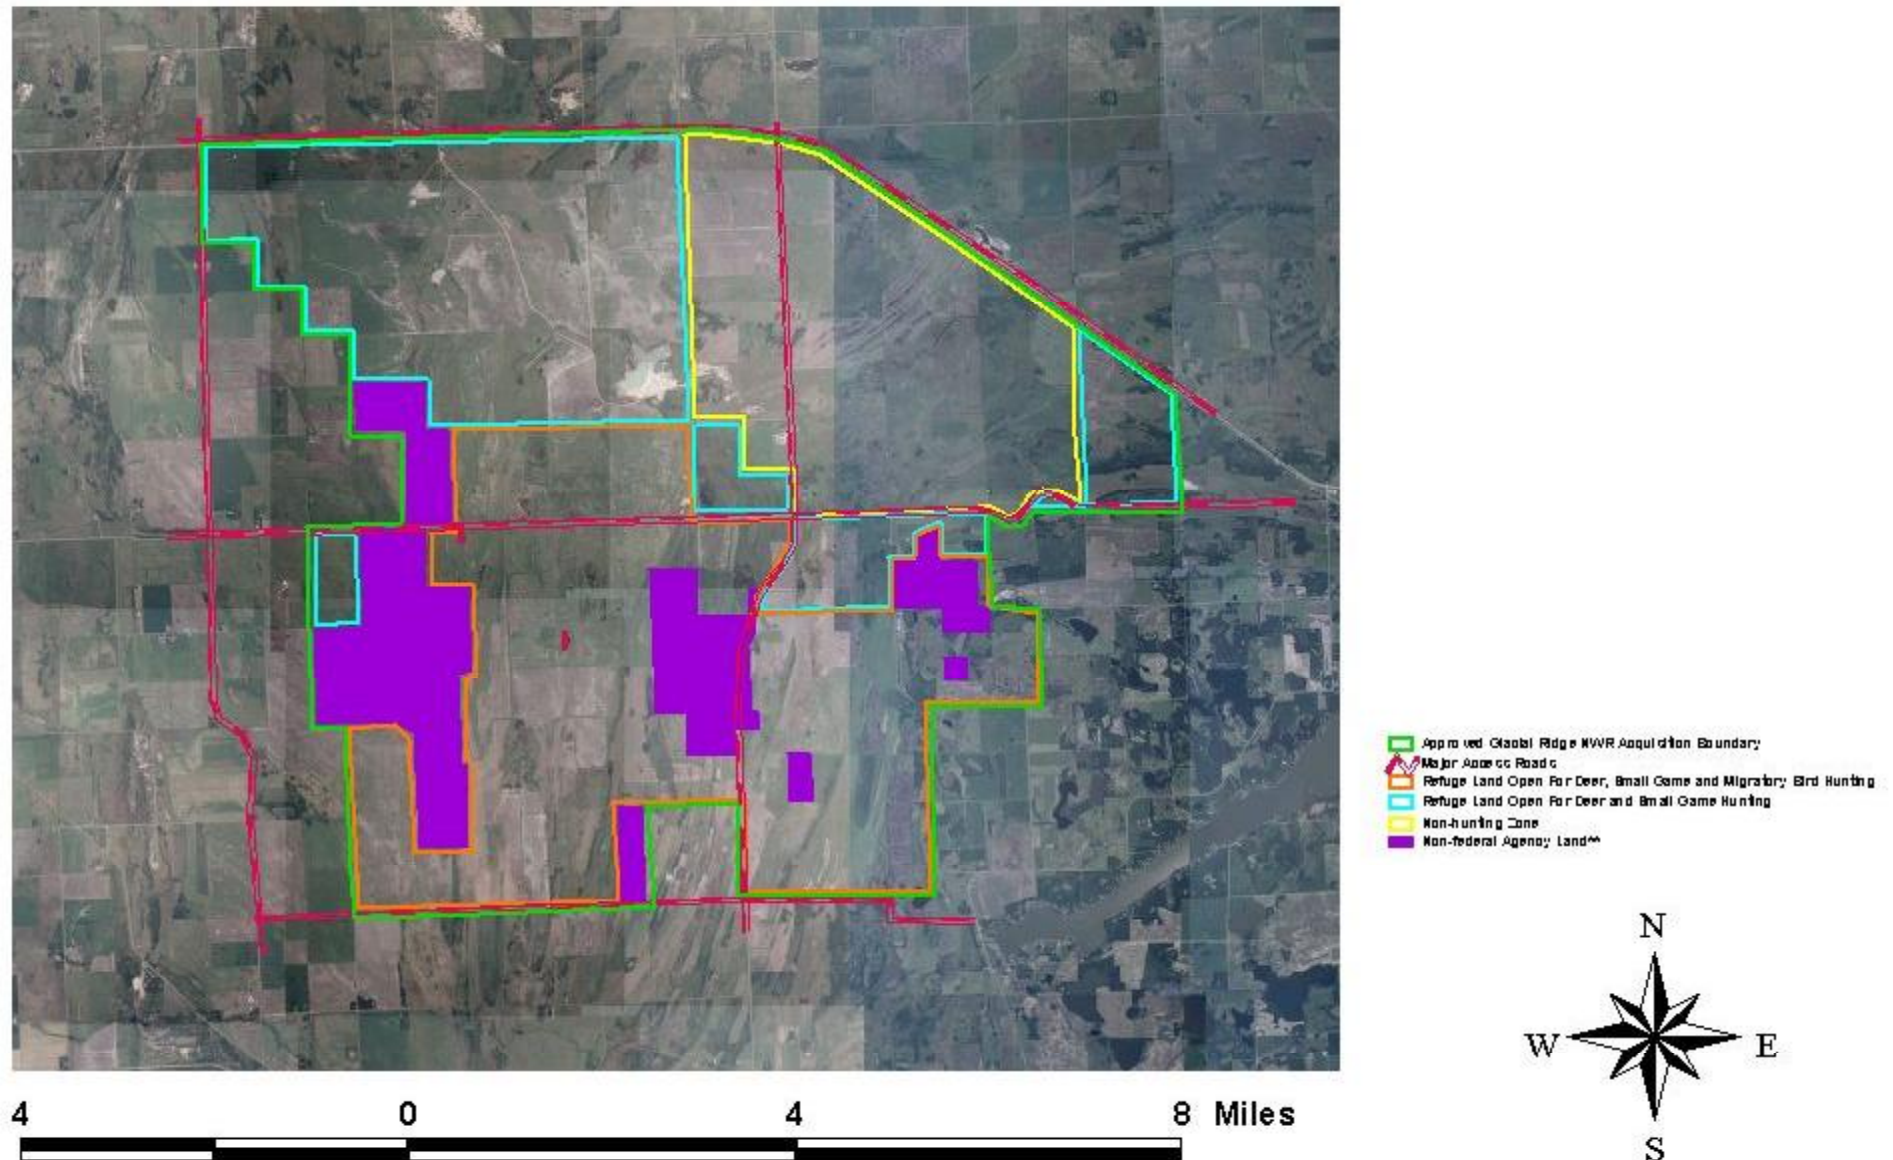 Approved Glacial Ridge NWR Acquisition Boundary
Major Access Roads
Refuge Land Open For Deer, Small Game and Migratory Bird Hunting
Refuge Land Open For Deer and Small Game Hunting
Non-hunting Zone
Non-federal Agency Land**
N
W E
S
4 0 4 8 Miles